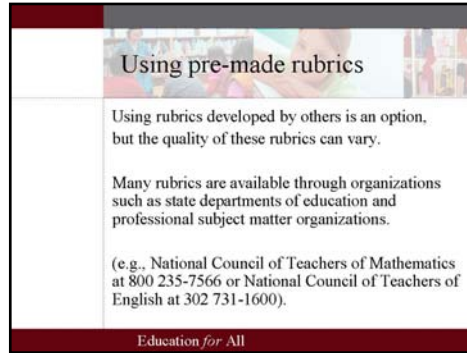 Using pre-made rubrics
Using rubrics developed by others is an option,
but the quality of these rubrics can vary.
Many rubrics are available through organizations
such as state departments of education and
professional subject matter organizations.
(e.g., National Council of Teachers of Mathematics
at 800 235-7566 or National Council of Teachers of
English at 302 731-1600).
Education for All